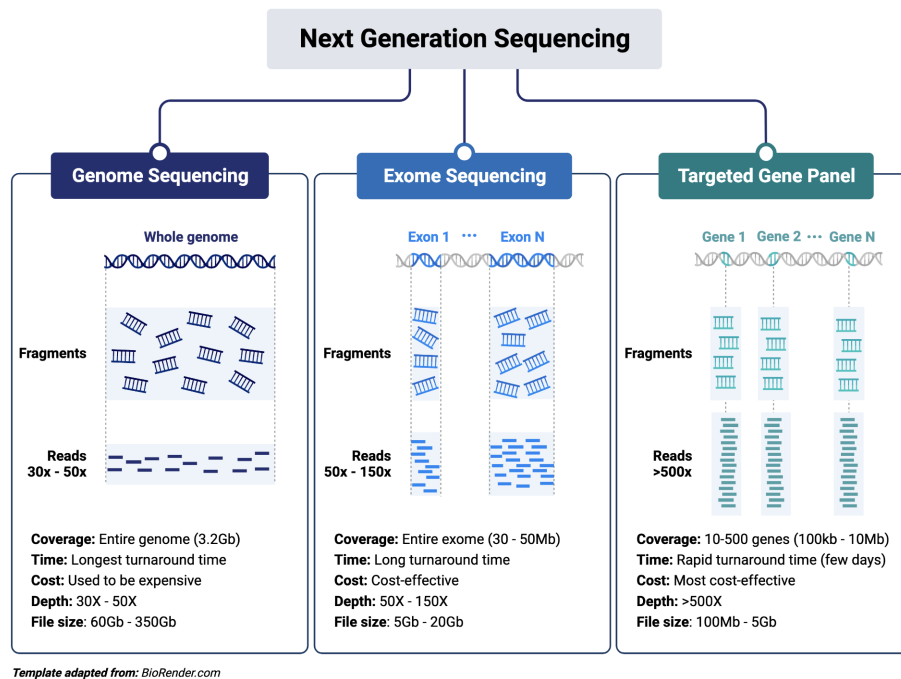 Next Generation Sequencing
Genome Sequencing
Whole genome
Fragments
Reads
30x - 50x
Coverage: Entire genome (3.2Gb)
Time: Longest turnaround time
Cost: Used to be expensive
Depth: 30X - 50X
File size: 60Gb - 350Gb
Exome Sequencing
Exon 1 ··· Exon N
Fragments
Reads
50x - 150x
Coverage: Entire exome (30 - 50Mb)
Time: Long turnaround time
Cost: Cost-effective
Depth: 50X - 150X
File size: 5Gb - 20Gb
Targeted Gene Panel
Gene 1 Gene 2 ··· Gene N
Fragments
Reads
>500x
Coverage: 10-500 genes (100kb - 10Mb)
Time: Rapid turnaround time (few days)
Cost: Most cost-effective
Depth: >500X
File size: 100Mb - 5Gb
Template adapted from: BioRender.com